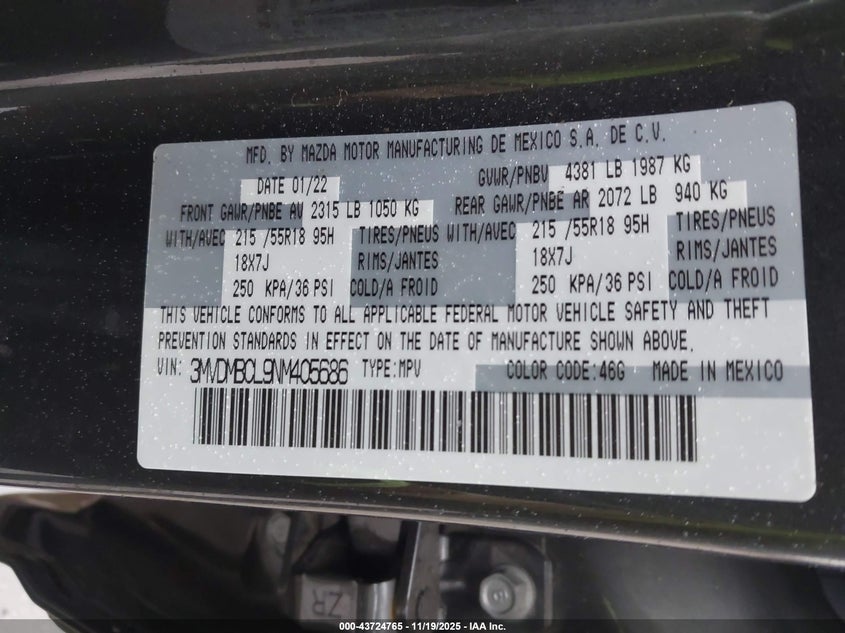 MFD. BY MAZDA MOTOR MANUFACTURING DE MEXICO S.A. DE C.V.
DATE 01/22 GVWR/PNBV 4381 LB 1987 KG
FRONT GAWR/PNBE AV 2315 LB 1050 KG REAR GAWR/PNBE AR 2072 LB 940 KG
WITH/AVEC 215 /55R18 95H TIRES/PNEUS WITH/AVEC 215 /55R18 95H TIRES/PNEUS
18X7J RIMS/JANTES 18X7J RIMS/JANTES
250 KPA/36 PSI COLD/A FROID 250 KPA/36 PSI COLD/A FROID
THIS VEHICLE CONFORMS TO ALL APPLICABLE FEDERAL MOTOR VEHICLE SAFETY AND THEFT
PREVENTION STANDARDS IN EFFECT ON THE DATE OF MANUFACTURE SHOWN ABOVE.
VIN: 3MVDMBCL9NM405686 TYPE:MPV COLOR CODE:46G MADE IN MEXICO
ZR
000-43724765 - 11/19/2025 - IAA Inc.